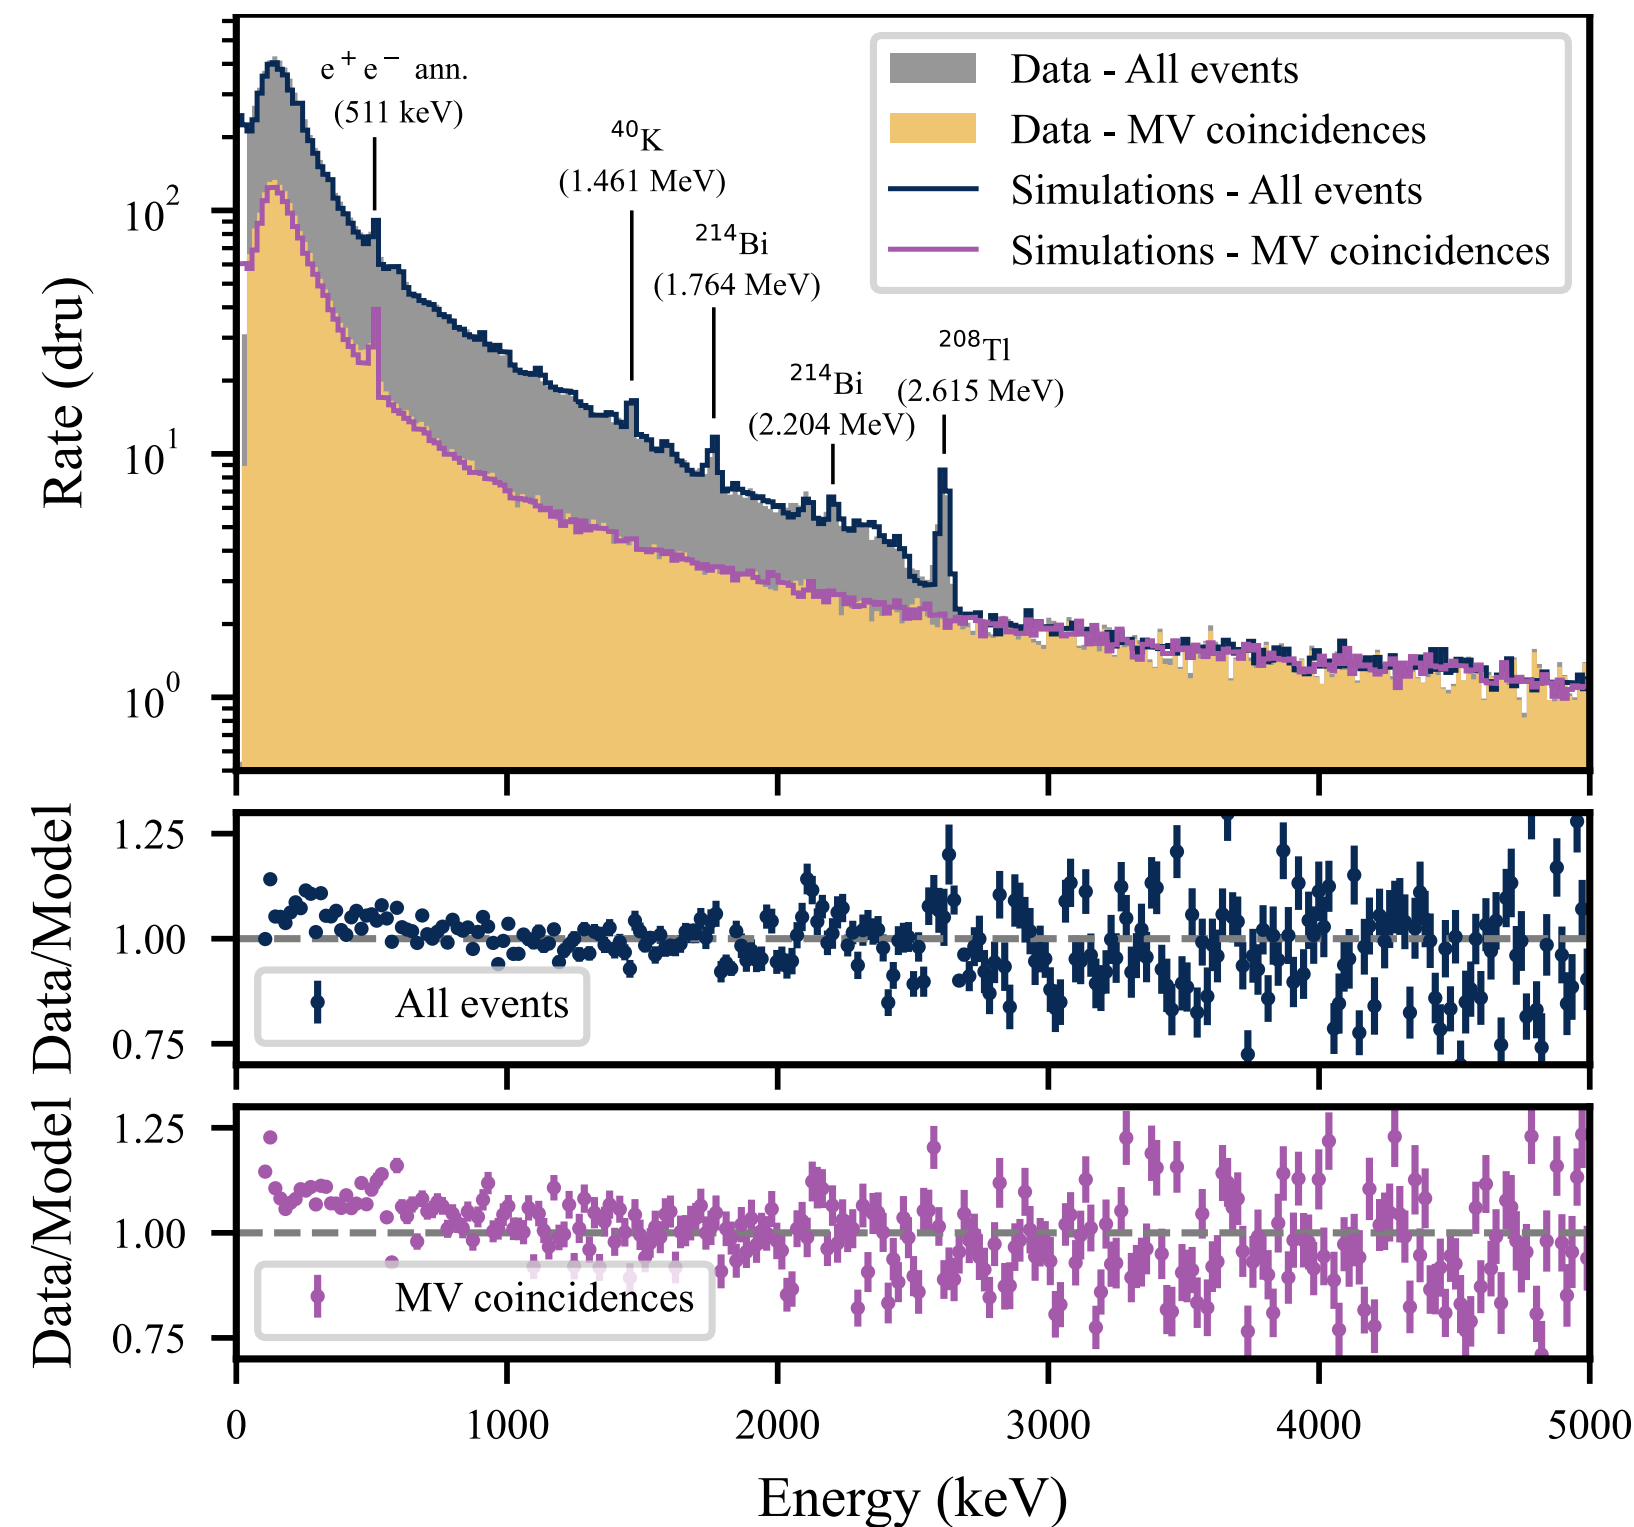 e⁺e⁻ ann.
(511 keV)
⁴⁰K
(1.461 MeV)
²¹⁴Bi
(1.764 MeV)
²¹⁴Bi
(2.204 MeV)
²⁰⁸Tl
(2.615 MeV)
Data - All events
Data - MV coincidences
Simulations - All events
Simulations - MV coincidences
Rate (dru)
10²
10¹
10⁰
Data/Model
1.25
1.00
0.75
All events
Data/Model
1.25
1.00
0.75
MV coincidences
0 1000 2000 3000 4000 5000
Energy (keV)